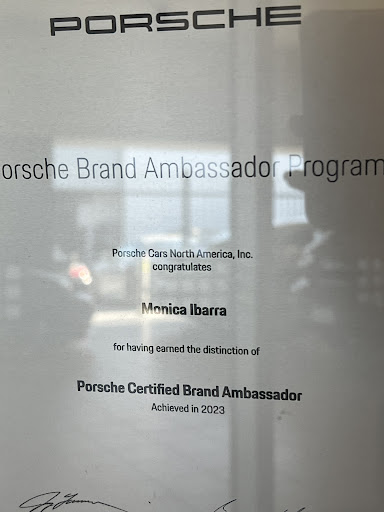 PORSCHE
orsche Brand Ambassador Program
Porsche Cars North America, Inc.
congratulates
Monica Ibarra
for having earned the distinction of
Porsche Certified Brand Ambassador
Achieved in 2023